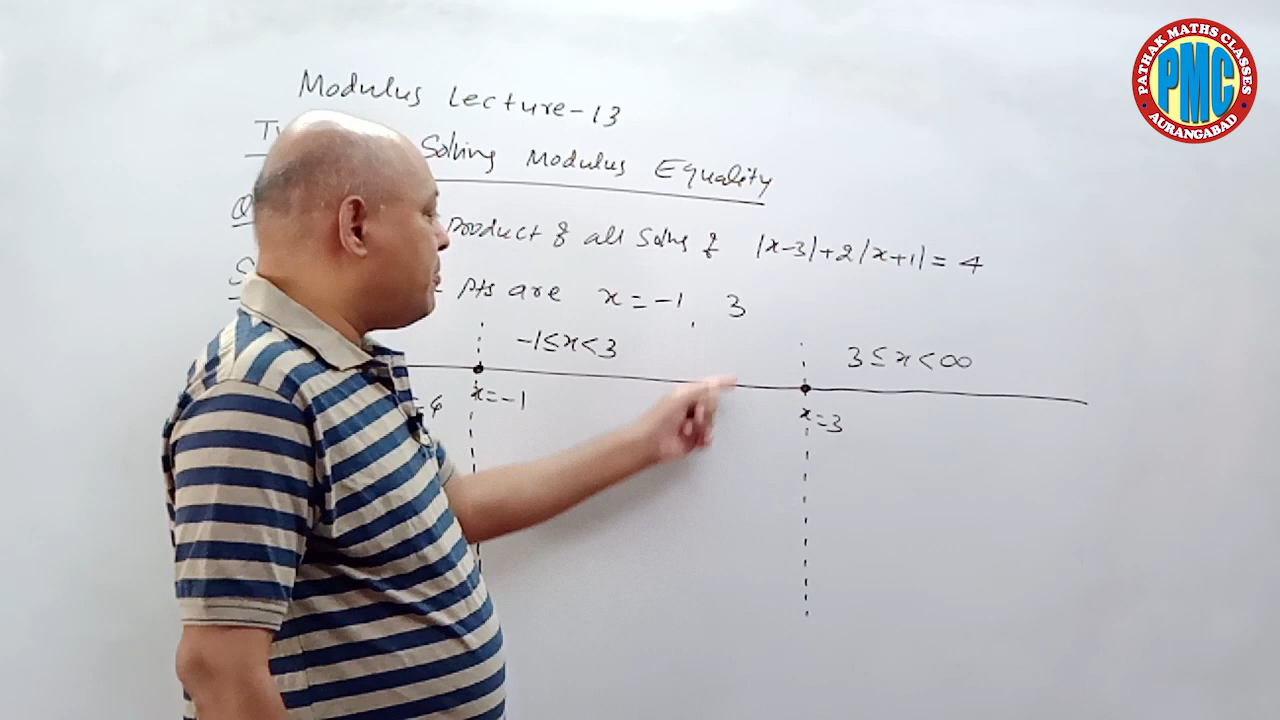 Modulus Lecture-13
Solving Modulus Equality
product of all Solns of |x-3|+2|x+1|=4
pts are x=-1, 3
-1≤x<3 3≤x<∞
x=-1 x=3
PATHAK MATHS CLASSES
PMC
AURANGABAD